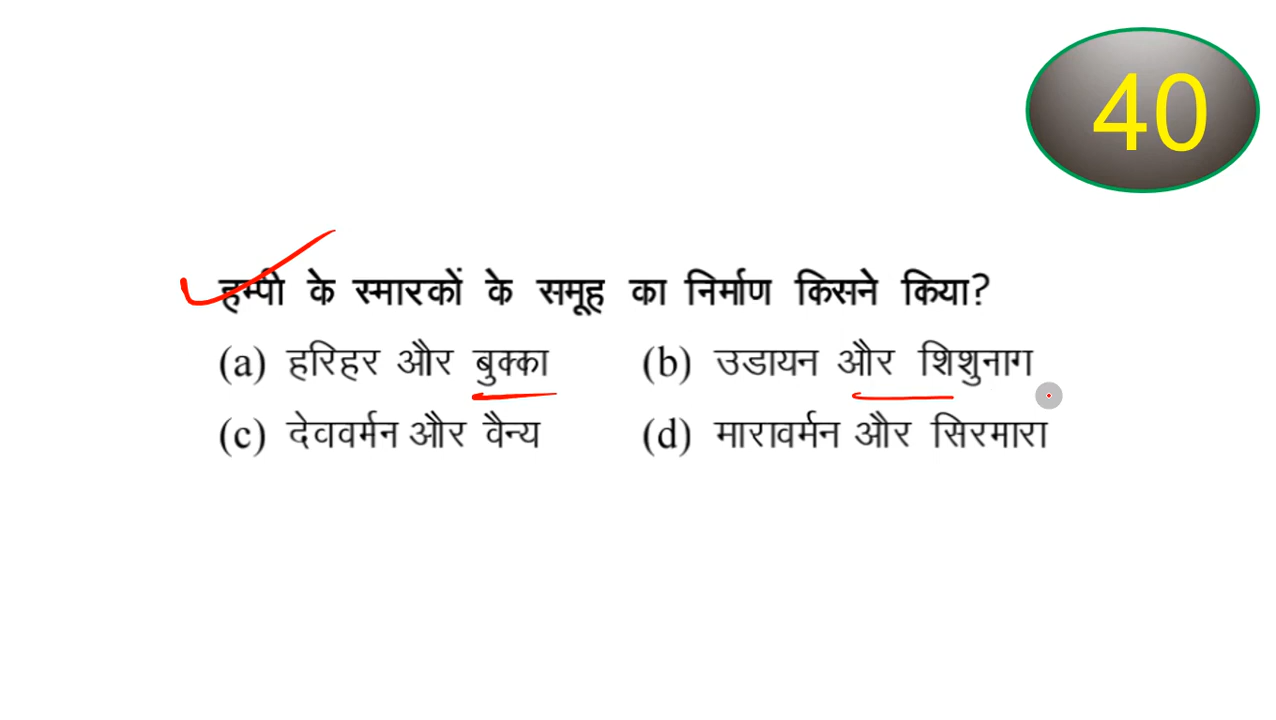 40
हम्पी के स्मारकों के समूह का निर्माण किसने किया?
(a) हरिहर और बुक्का (b) उडायन और शिशुनाग
(c) देववर्मन और वैन्य (d) मारावर्मन और सिरमारा